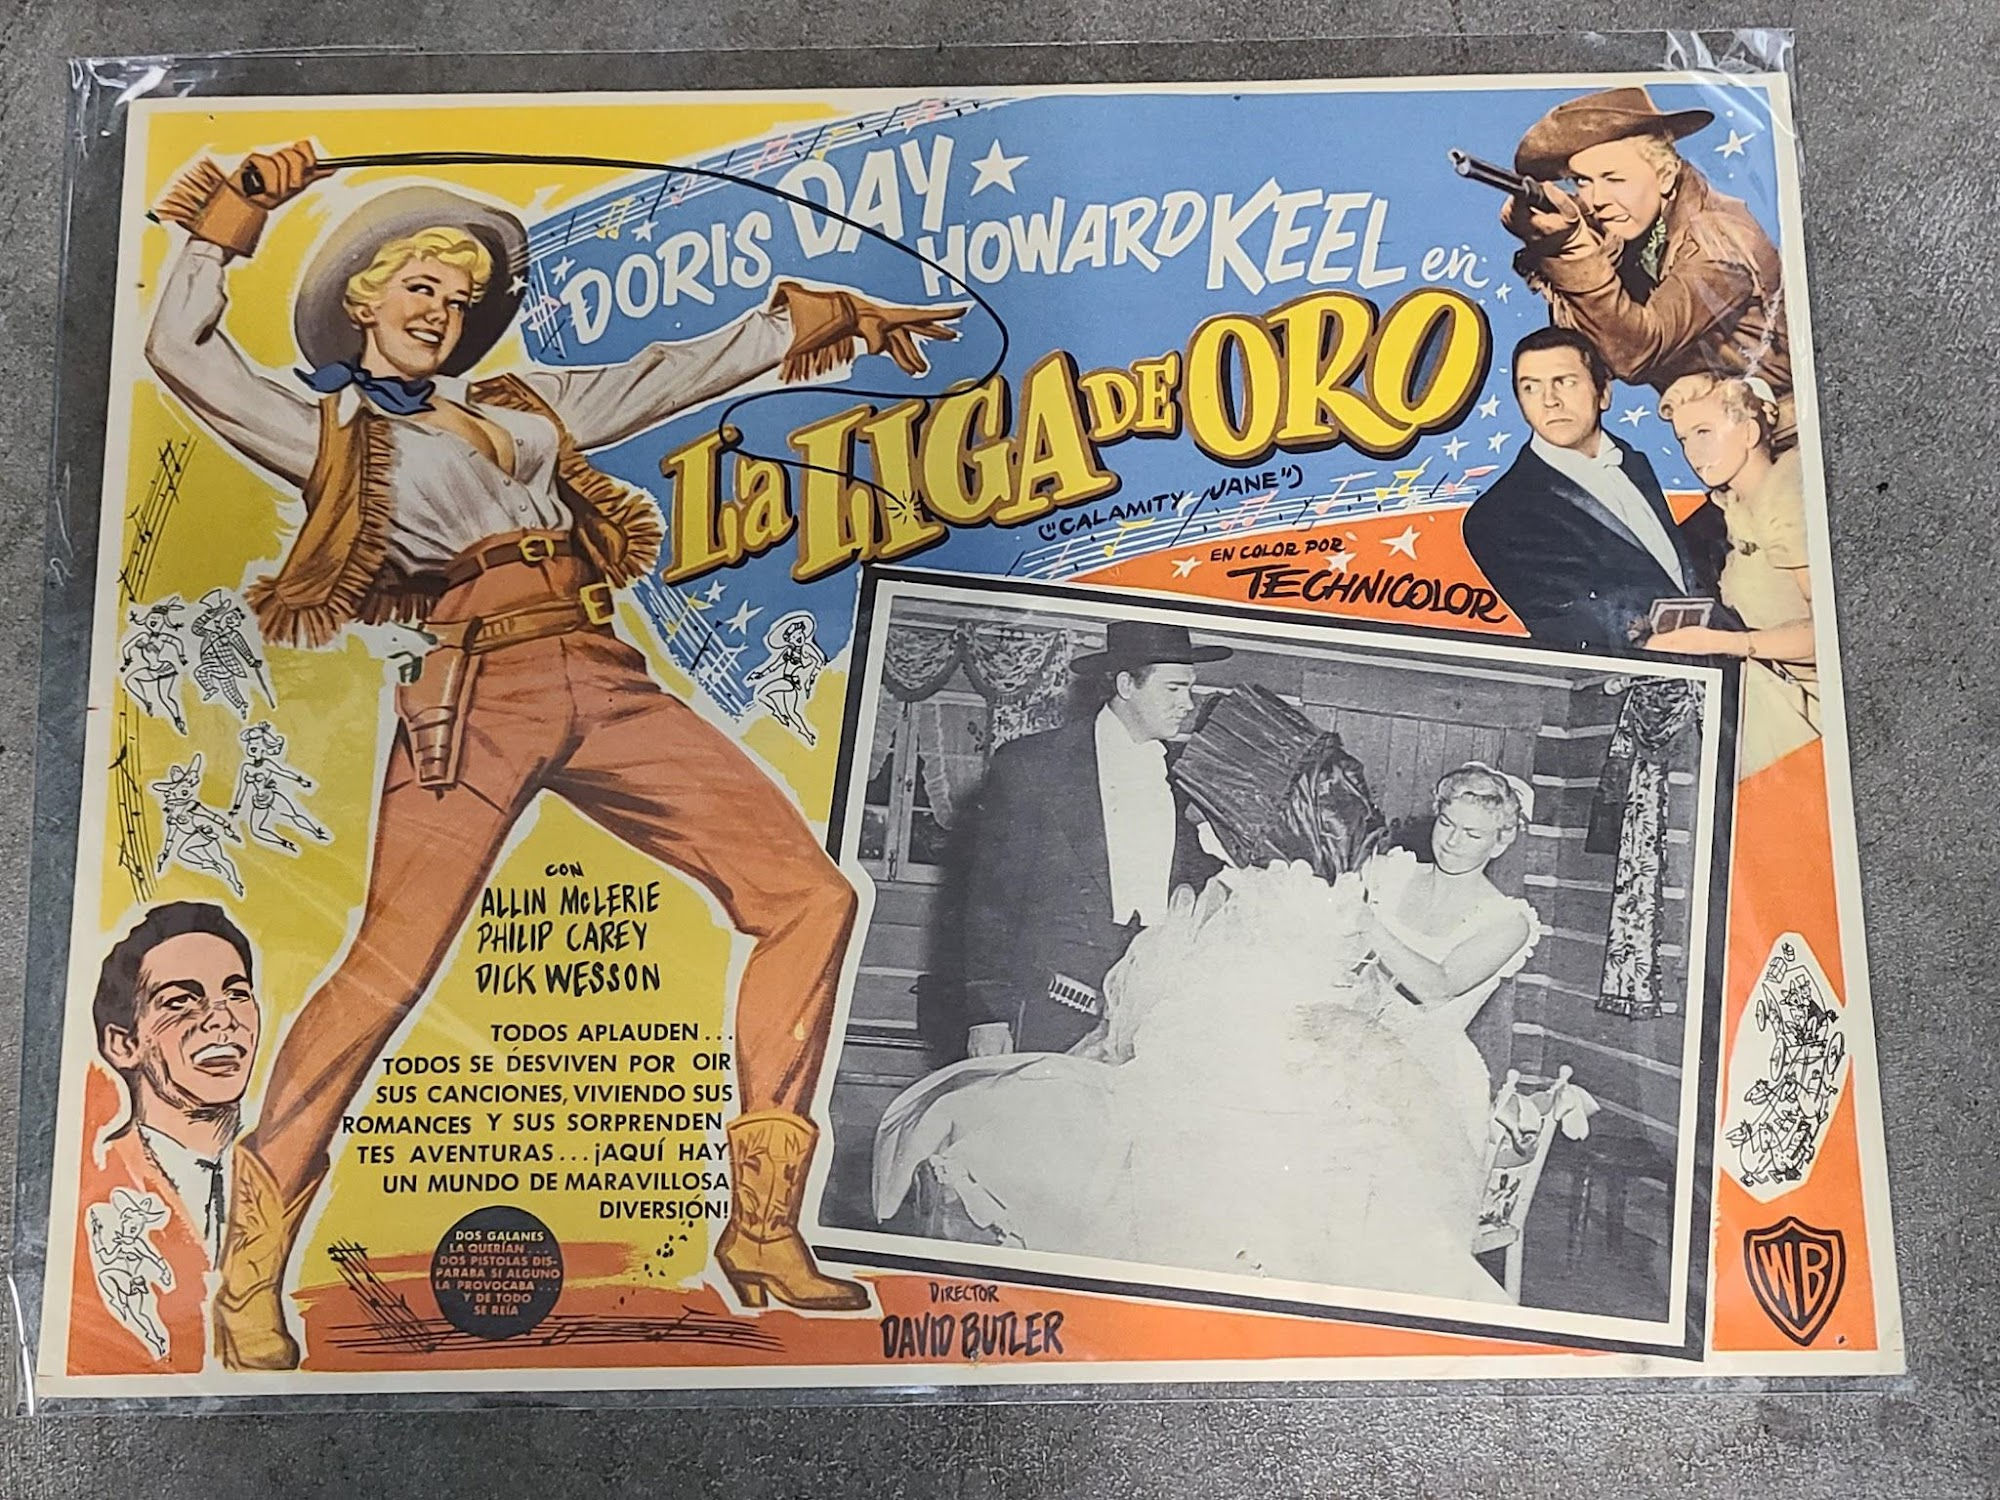 DORIS DAY
HOWARD KEEL en
LA LIGA DE ORO
("CALAMITY JANE")
EN COLOR POR
TECHNICOLOR
CON
ALLIN McLERIE
PHILIP CAREY
DICK WESSON
TODOS APLAUDEN...
TODOS SE DESVIVEN POR OIR
SUS CANCIONES, VIVIENDO SUS
ROMANCES Y SUS SORPRENDEN
TES AVENTURAS...¡AQUÍ HAY
UN MUNDO DE MARAVILLOSA
DIVERSIÓN!
DOS GALANES
LA QUERÍAN...
DOS PISTOLAS DIS-
PARABA SI ALGUNO
LA PROVOCABA...
Y DE TODO
SE REÍA
DIRECTOR
DAVID BUTLER
WB